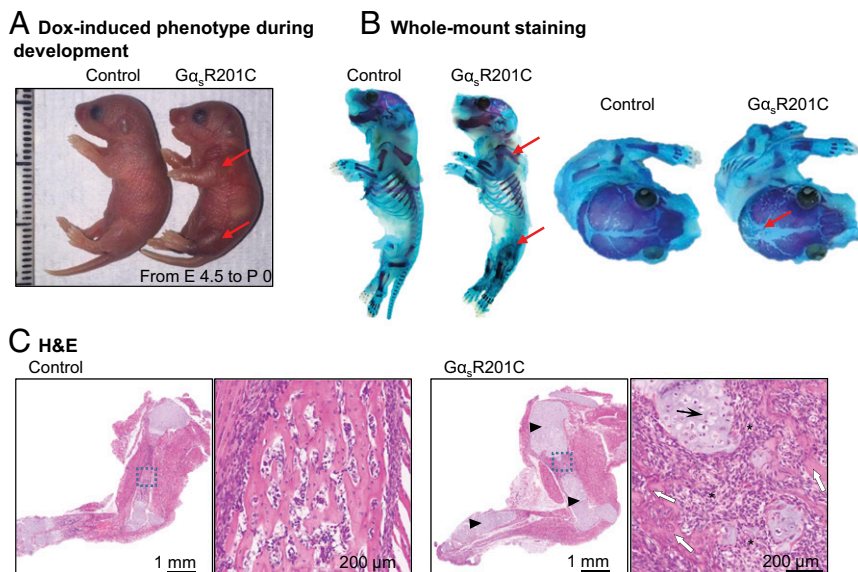 A Dox-induced phenotype during
development
Control GαsR201C
From E 4.5 to P 0
B Whole-mount staining
Control GαsR201C Control GαsR201C
C H&E
Control GαsR201C
1 mm 200 µm 1 mm 200 µm
* * * *